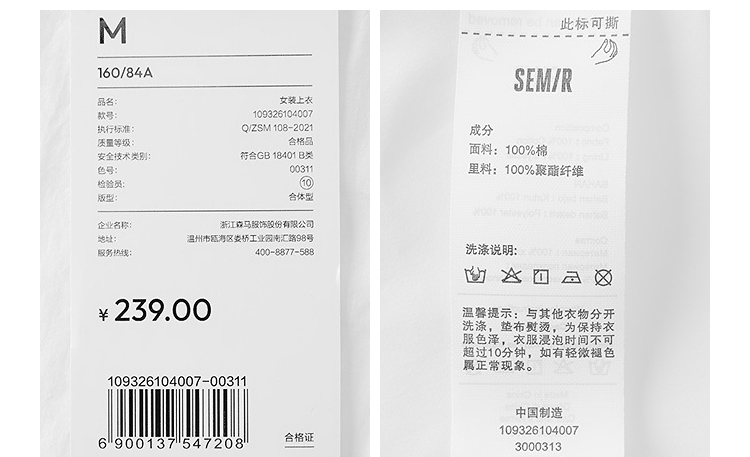 M
160/84A
品名： 女装上衣
款号： 109326104007
执行标准： Q/ZSM 108-2021
质量等级： 合格品
安全技术类别： 符合GB 18401 B类
色号： 00311
检验员： 10
版型： 合体型
企业名称： 浙江森马服饰股份有限公司
地址： 温州市瓯海区娄桥工业园南汇路98号
服务热线： 400-8877-588
¥ 239.00
109326104007-00311
6 900137 547208
合格证
此标可撕
SEMIR
成分
面料：100%棉
里料：100%聚酯纤维
洗涤说明:
温馨提示：与其他衣物分开
洗涤，垫布熨烫，为保持衣
服色泽，衣服浸泡时间不可
超过10分钟，如有轻微褪色
属正常现象。
中国制造
109326104007
3000313